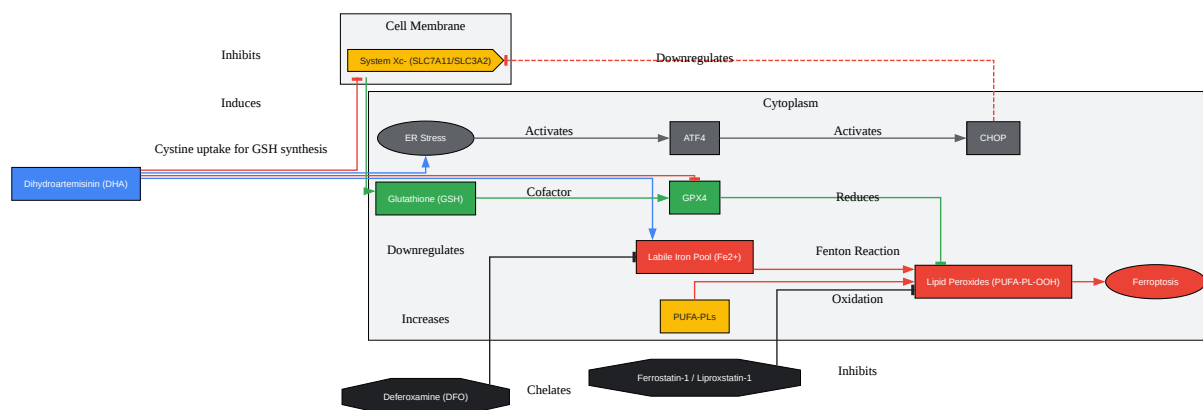 Cell Membrane
Inhibits
System Xc- (SLC7A11/SLC3A2)
Downregulates
Induces
Cytoplasm
ER Stress
Activates
ATF4
Activates
CHOP
Cystine uptake for GSH synthesis
Dihydroartemisinin (DHA)
Glutathione (GSH)
Cofactor
GPX4
Reduces
Downregulates
Labile Iron Pool (Fe2+)
Fenton Reaction
Lipid Peroxides (PUFA-PL-OOH)
Ferroptosis
Oxidation
Increases
PUFA-PLs
Ferrostatin-1 / Liproxstatin-1
Inhibits
Chelates
Deferoxamine (DFO)